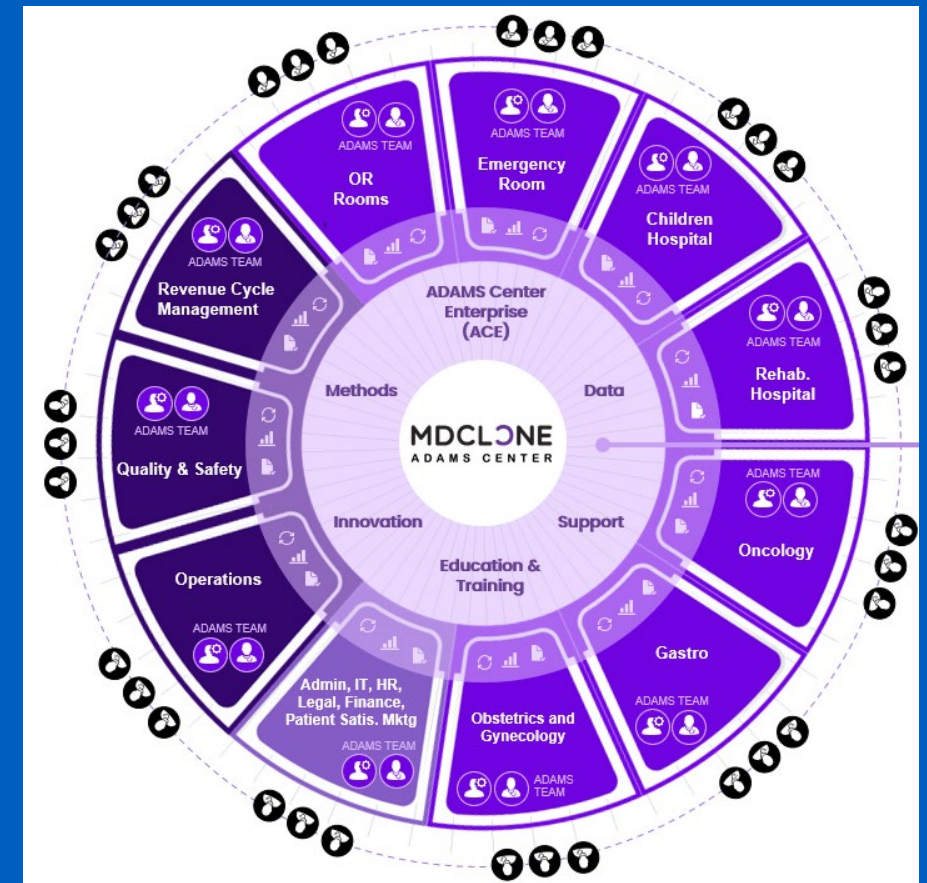 ADAMS TEAM
OR
Rooms
ADAMS TEAM
Emergency
Room
ADAMS TEAM
Children
Hospital
ADAMS TEAM
Rehab.
Hospital
ADAMS TEAM
Oncology
Gastro
ADAMS TEAM
Obstetrics and
Gynecology
ADAMS
TEAM
Admin, IT, HR,
Legal, Finance,
Patient Satis. Mktg
ADAMS TEAM
Operations
ADAMS TEAM
ADAMS TEAM
Quality & Safety
ADAMS TEAM
Revenue Cycle
Management
ADAMS Center
Enterprise
(ACE)
Methods
Data
MDCLONE
ADAMS CENTER
Innovation
Support
Education &
Training